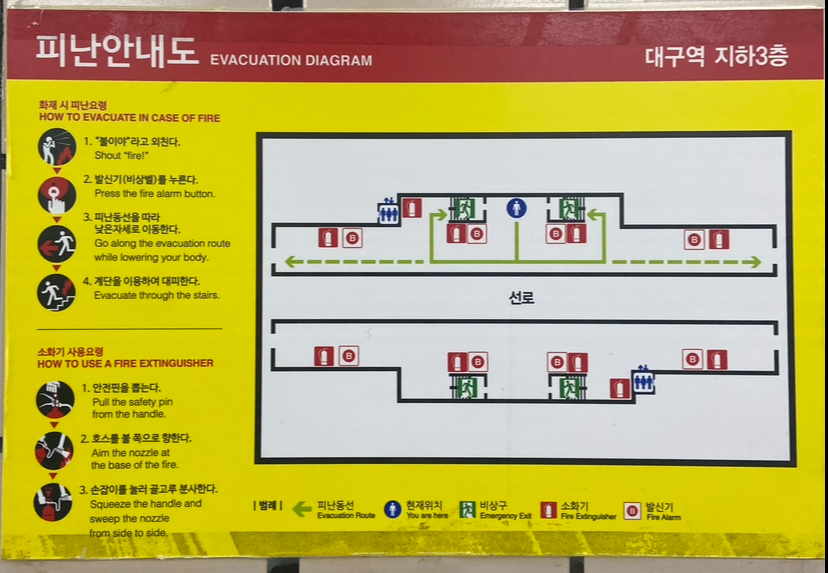 피난안내도 EVACUATION DIAGRAM
대구역 지하3층
화재 시 피난요령
HOW TO EVACUATE IN CASE OF FIRE
1. "불이야"라고 외친다.
Shout "fire!"
2. 발신기(비상벨)를 누른다.
Press the fire alarm button.
3. 피난동선을 따라
낮은자세로 이동한다.
Go along the evacuation route
while lowering your body.
4. 계단을 이용하여 대피한다.
Evacuate through the stairs.
소화기 사용요령
HOW TO USE A FIRE EXTINGUISHER
1. 안전핀을 뽑는다.
Pull the safety pin
from the handle.
2. 호스를 불 쪽으로 향한다.
Aim the nozzle at
the base of the fire.
3. 손잡이를 눌러 골고루 분사한다.
Squeeze the handle and
sweep the nozzle
from side to side.
B B B B
선로
B B B B
| 범례 |
피난동선
Evacuation Route
현재위치
You are here
비상구
Emergency Exit
소화기
Fire Extinguisher
B
발신기
Fire Alarm